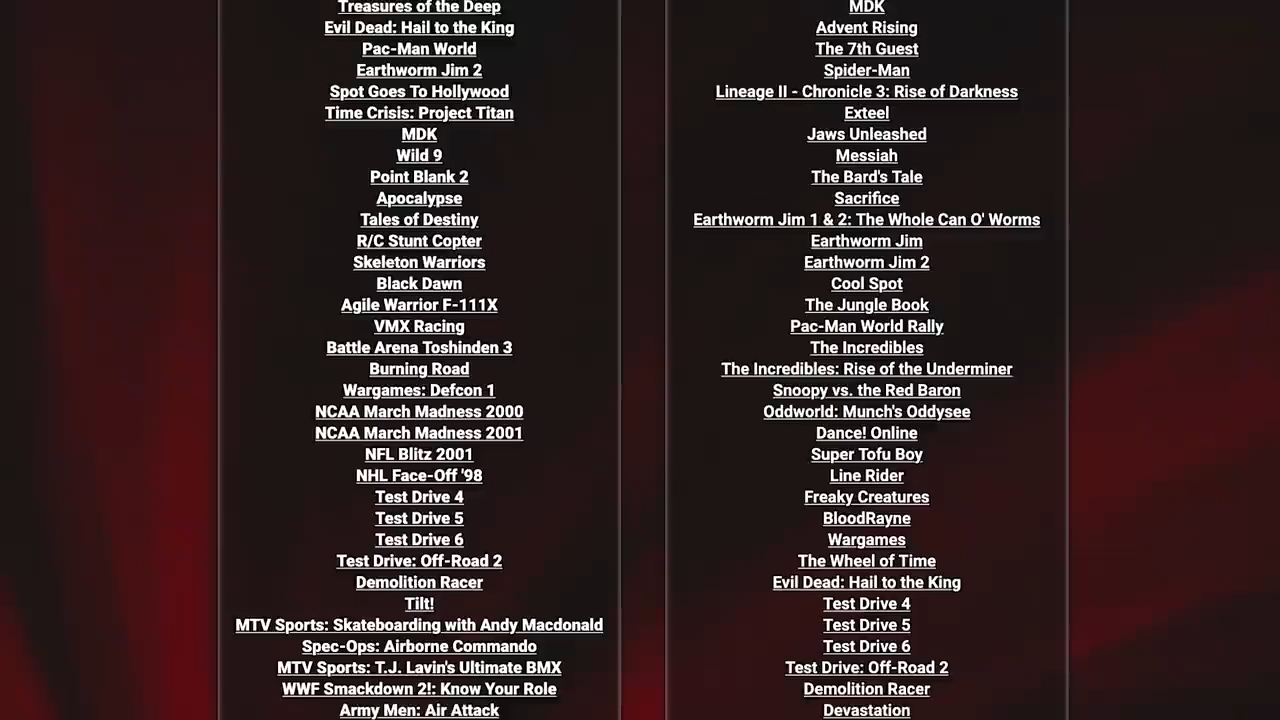 Treasures of the Deep
Evil Dead: Hail to the King
Pac-Man World
Earthworm Jim 2
Spot Goes To Hollywood
Time Crisis: Project Titan
MDK
Wild 9
Point Blank 2
Apocalypse
Tales of Destiny
R/C Stunt Copter
Skeleton Warriors
Black Dawn
Agile Warrior F-111X
VMX Racing
Battle Arena Toshinden 3
Burning Road
Wargames: Defcon 1
NCAA March Madness 2000
NCAA March Madness 2001
NFL Blitz 2001
NHL Face-Off '98
Test Drive 4
Test Drive 5
Test Drive 6
Test Drive: Off-Road 2
Demolition Racer
Tilt!
MTV Sports: Skateboarding with Andy Macdonald
Spec-Ops: Airborne Commando
MTV Sports: T.J. Lavin's Ultimate BMX
WWF Smackdown 2!: Know Your Role
Army Men: Air Attack
MDK
Advent Rising
The 7th Guest
Spider-Man
Lineage II - Chronicle 3: Rise of Darkness
Exteel
Jaws Unleashed
Messiah
The Bard's Tale
Sacrifice
Earthworm Jim 1 & 2: The Whole Can O' Worms
Earthworm Jim
Earthworm Jim 2
Cool Spot
The Jungle Book
Pac-Man World Rally
The Incredibles
The Incredibles: Rise of the Underminer
Snoopy vs. the Red Baron
Oddworld: Munch's Oddysee
Dance! Online
Super Tofu Boy
Line Rider
Freaky Creatures
BloodRayne
Wargames
The Wheel of Time
Evil Dead: Hail to the King
Test Drive 4
Test Drive 5
Test Drive 6
Test Drive: Off-Road 2
Demolition Racer
Devastation